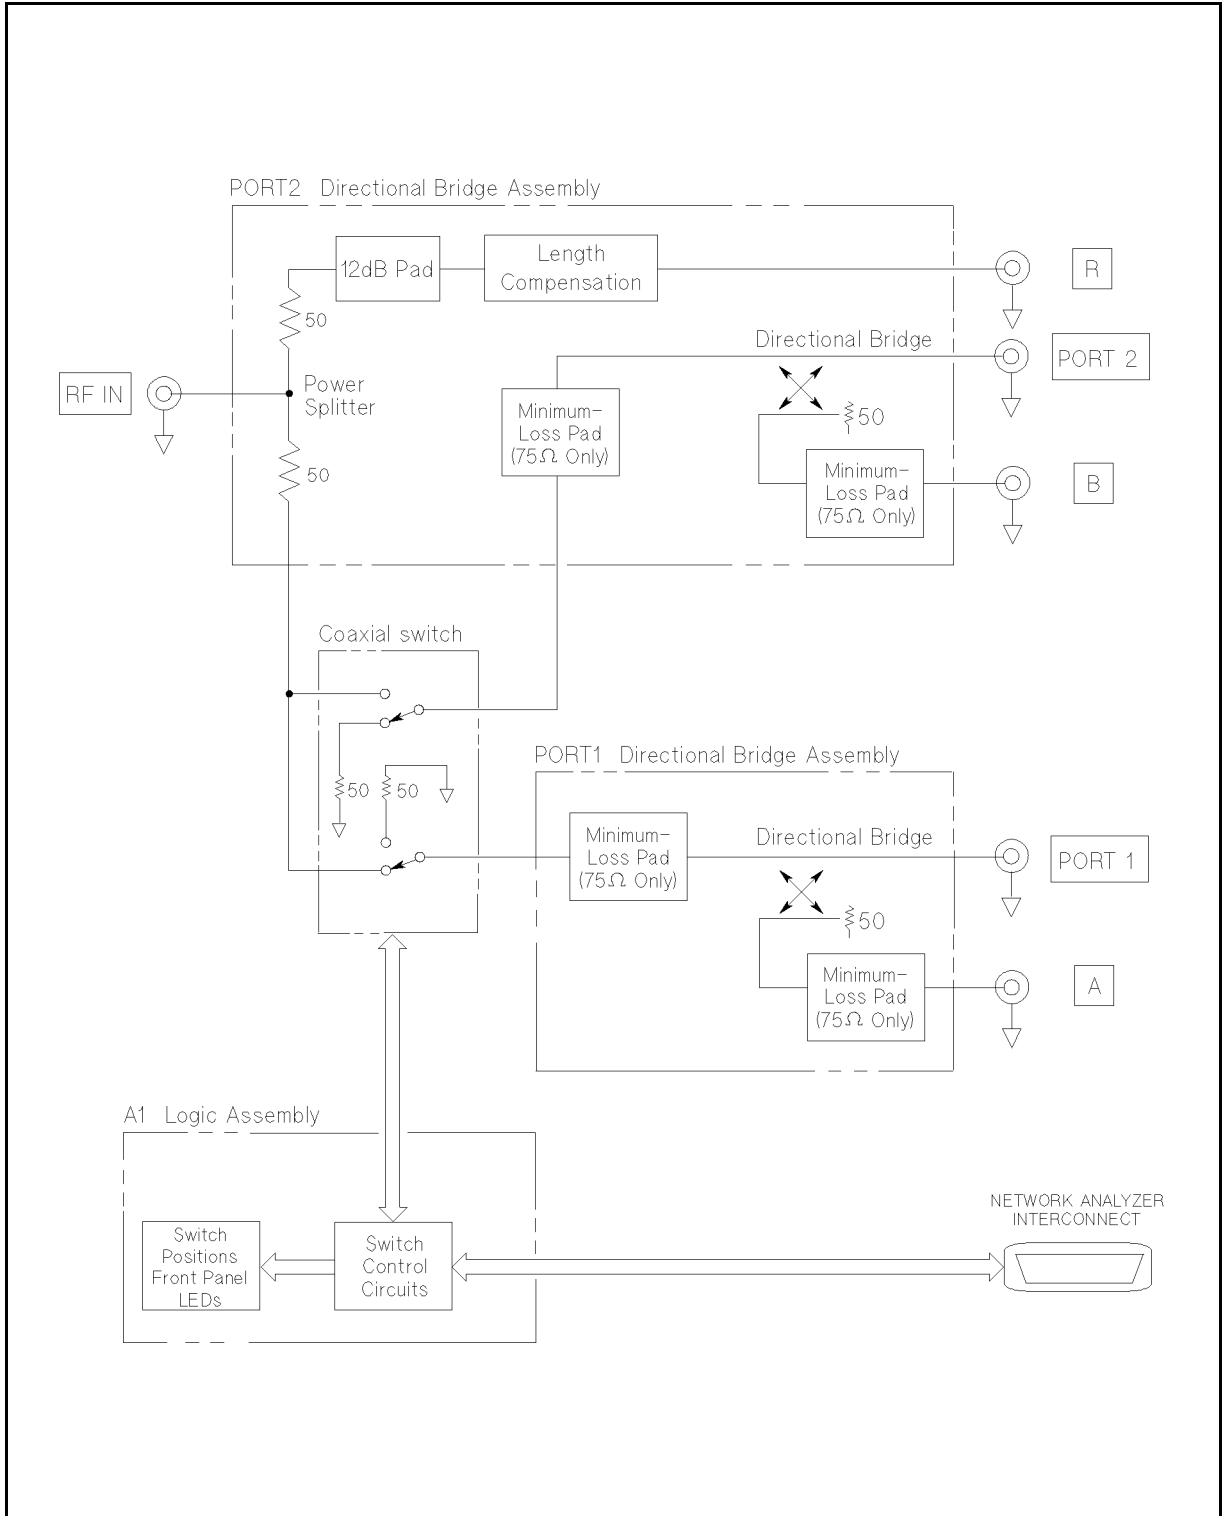 PORT2 Directional Bridge Assembly
12dB Pad
Length
Compensation
R
50
Directional Bridge
PORT 2
RF IN
Power
Splitter
Minimum-
Loss Pad
(75Ω Only)
50
50
Minimum-
Loss Pad
(75Ω Only)
B
Coaxial switch
50
50
PORT1 Directional Bridge Assembly
Minimum-
Loss Pad
(75Ω Only)
Directional Bridge
PORT 1
50
Minimum-
Loss Pad
(75Ω Only)
A
A1 Logic Assembly
Switch
Positions
Front Panel
LEDs
Switch
Control
Circuits
NETWORK ANALYZER
INTERCONNECT